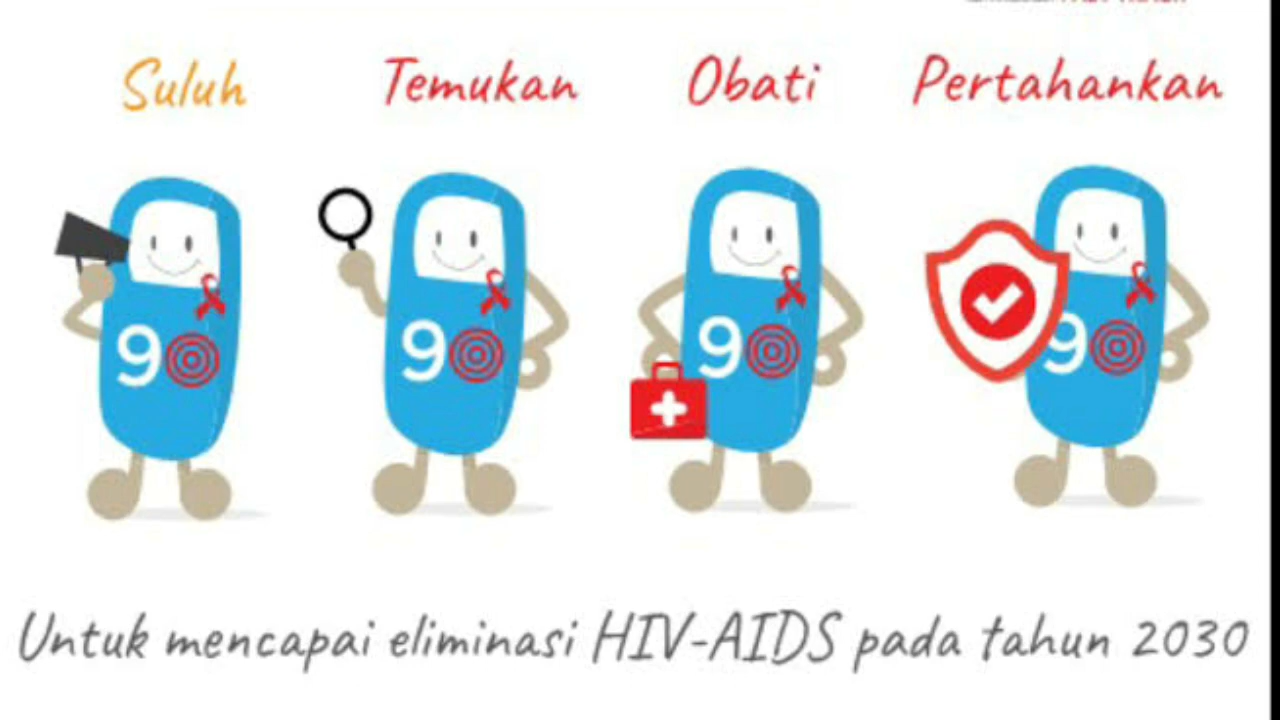 Suluh Temukan Obati Pertahankan
90 90 90 90
Untuk mencapai eliminasi HIV-AIDS pada tahun 2030